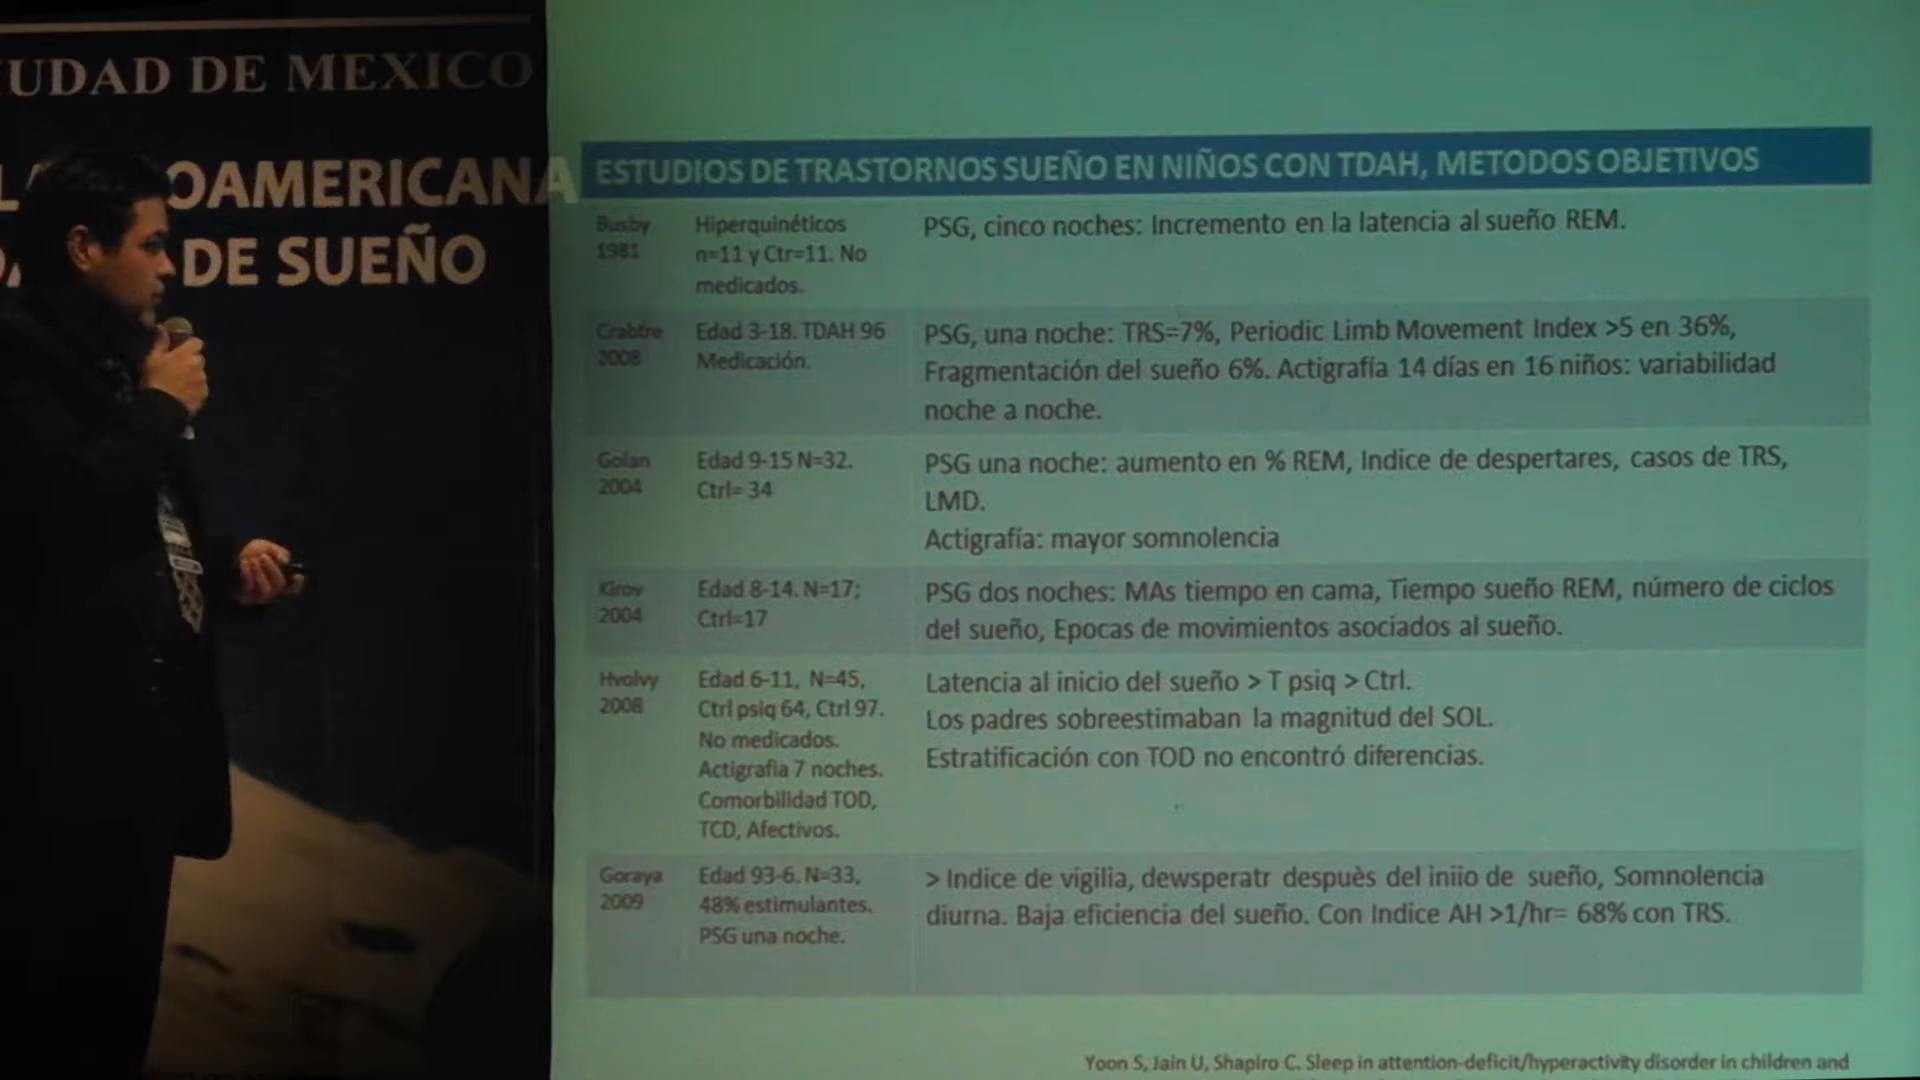 IUDAD DE MEXICO
OAMERICANA
DE SUEÑO
ESTUDIOS DE TRASTORNOS SUEÑO EN NIÑOS CON TDAH, METODOS OBJETIVOS
Busby
1981
Hiperquinéticos
n=11 y Ctr=11. No
medicados.
PSG, cinco noches: Incremento en la latencia al sueño REM.
Crabtre
2008
Edad 3-18. TDAH 96
Medicación.
PSG, una noche: TRS=7%, Periodic Limb Movement Index >5 en 36%,
Fragmentación del sueño 6%. Actigrafía 14 días en 16 niños: variabilidad
noche a noche.
Golan
2004
Edad 9-15 N=32.
Ctrl= 34
PSG una noche: aumento en % REM, Indice de despertares, casos de TRS,
LMD.
Actigrafía: mayor somnolencia
Kirov
2004
Edad 8-14. N=17;
Ctrl=17
PSG dos noches: MAs tiempo en cama, Tiempo sueño REM, número de ciclos
del sueño, Epocas de movimientos asociados al sueño.
Hvolvy
2008
Edad 6-11, N=45,
Ctrl psiq 64, Ctrl 97.
No medicados.
Actigrafia 7 noches.
Comorbilidad TOD,
TCD, Afectivos.
Latencia al inicio del sueño > T psiq > Ctrl.
Los padres sobreestimaban la magnitud del SOL.
Estratificación con TOD no encontró diferencias.
Goraya
2009
Edad 93-6. N=33,
48% estimulantes.
PSG una noche.
> Indice de vigilia, dewsperatr despuès del iniio de sueño, Somnolencia
diurna. Baja eficiencia del sueño. Con Indice AH >1/hr= 68% con TRS.
Yoon S, Jain U, Shapiro C. Sleep in attention-deficit/hyperactivity disorder in children and